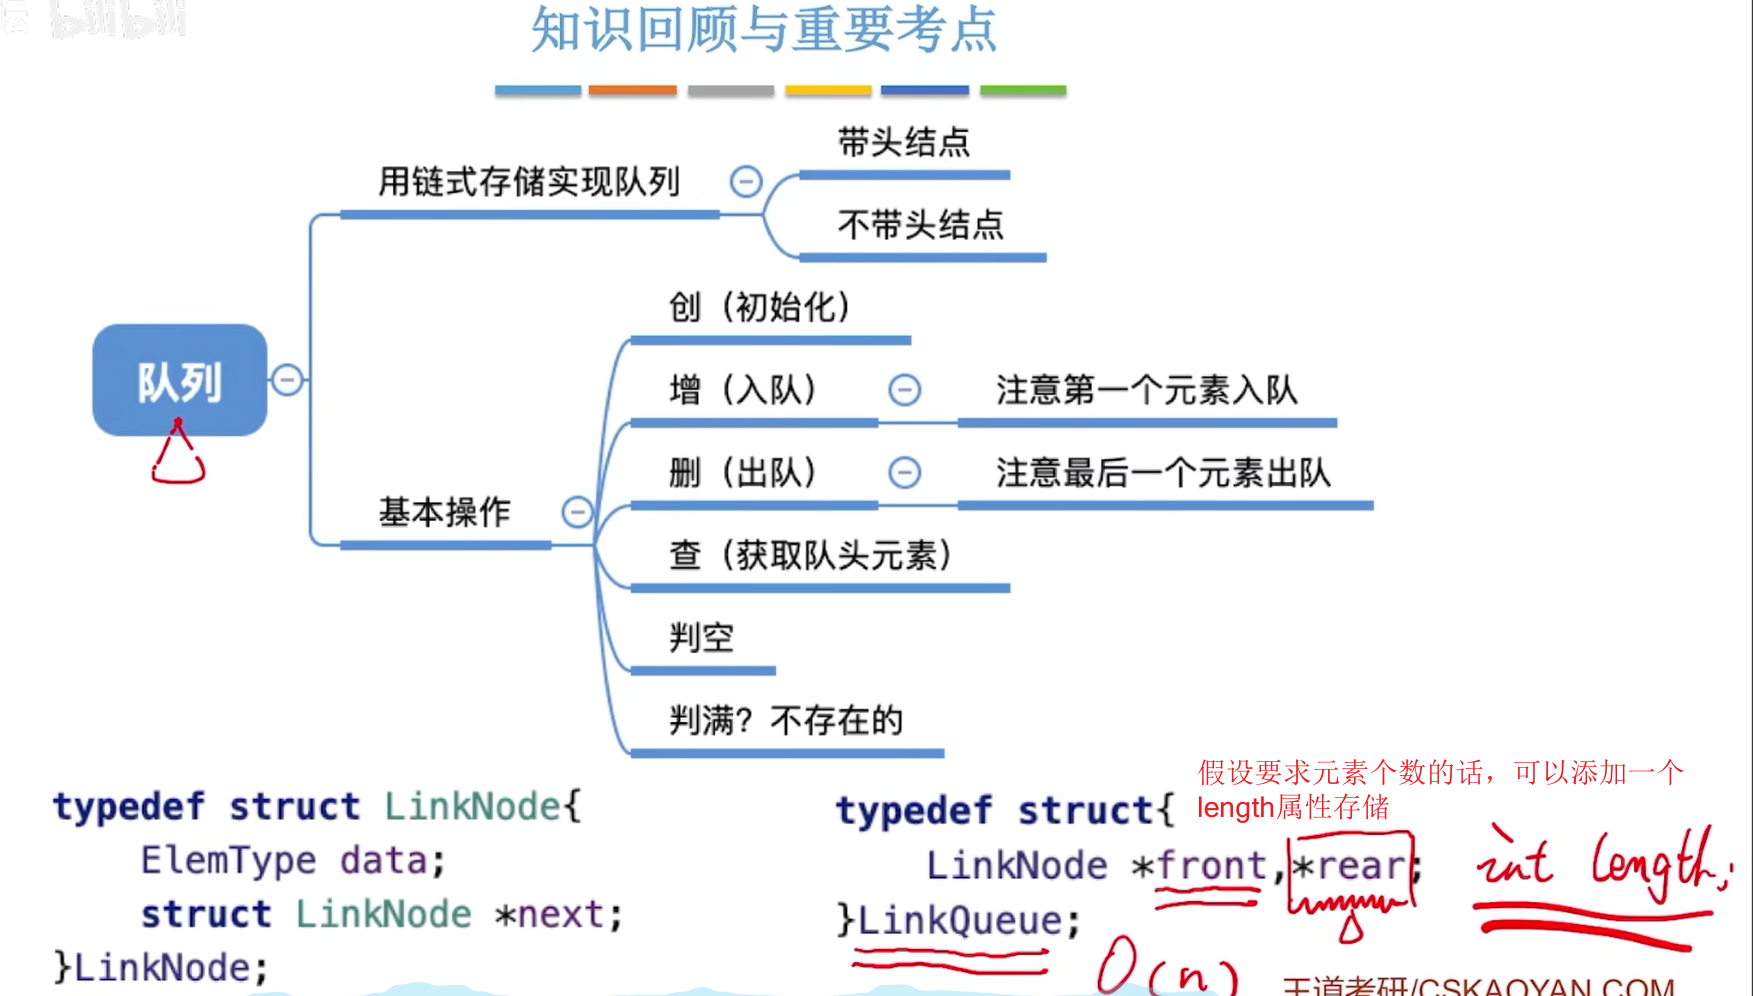 bilibili
知识回顾与重要考点
带头结点
用链式存储实现队列
不带头结点
创（初始化）
增（入队）
注意第一个元素入队
队列
删（出队）
注意最后一个元素出队
基本操作
查（获取队头元素）
判空
判满？不存在的
假设要求元素个数的话，可以添加一个
length属性存储
typedef struct LinkNode{
ElemType data;
struct LinkNode *next;
}LinkNode;
typedef struct{
LinkNode *front,*rear;
}LinkQueue;
int length;
O(n)
王道考研/CSKAOYAN.COM